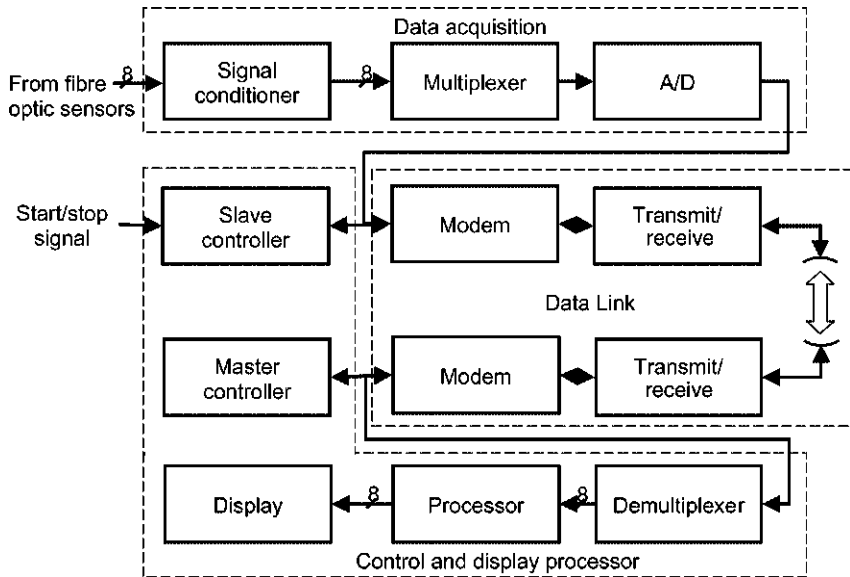 Data acquisition
8
From fibre
optic sensors
Signal
conditioner
8
Multiplexer
A/D
Start/stop
signal
Slave
controller
Modem
Transmit/
receive
Data Link
Master
controller
Modem
Transmit/
receive
Display
8
Processor
8
Demultiplexer
Control and display processor